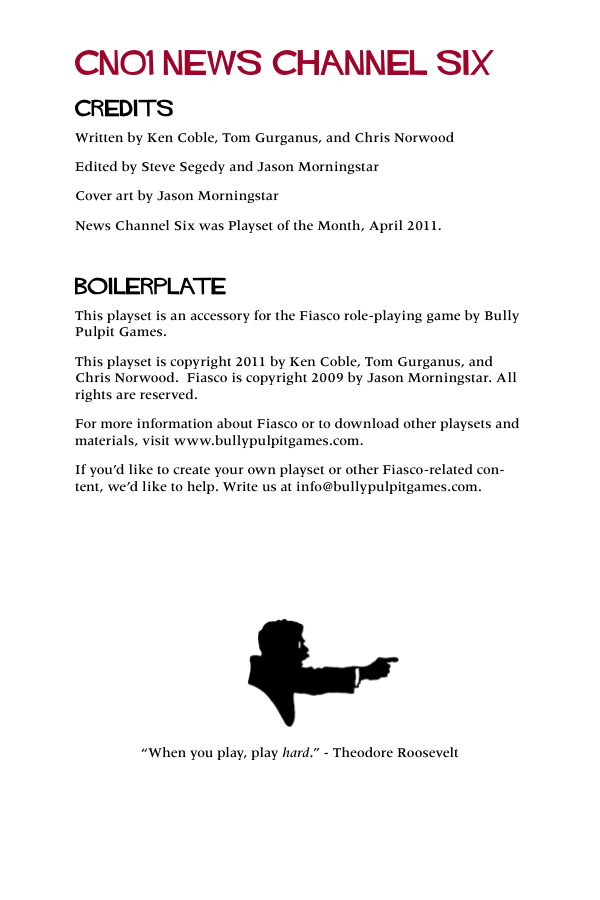 CNO1 NEWS CHANNEL SIX
CREDITS
Written by Ken Coble, Tom Gurganus, and Chris Norwood
Edited by Steve Segedy and Jason Morningstar
Cover art by Jason Morningstar
News Channel Six was Playset of the Month, April 2011.
BOILERPLATE
This playset is an accessory for the Fiasco role-playing game by Bully
Pulpit Games.
This playset is copyright 2011 by Ken Coble, Tom Gurganus, and
Chris Norwood.  Fiasco is copyright 2009 by Jason Morningstar. All
rights are reserved.
For more information about Fiasco or to download other playsets and
materials, visit www.bullypulpitgames.com.
If you’d like to create your own playset or other Fiasco-related con-
tent, we’d like to help. Write us at info@bullypulpitgames.com.
“When you play, play hard.” - Theodore Roosevelt